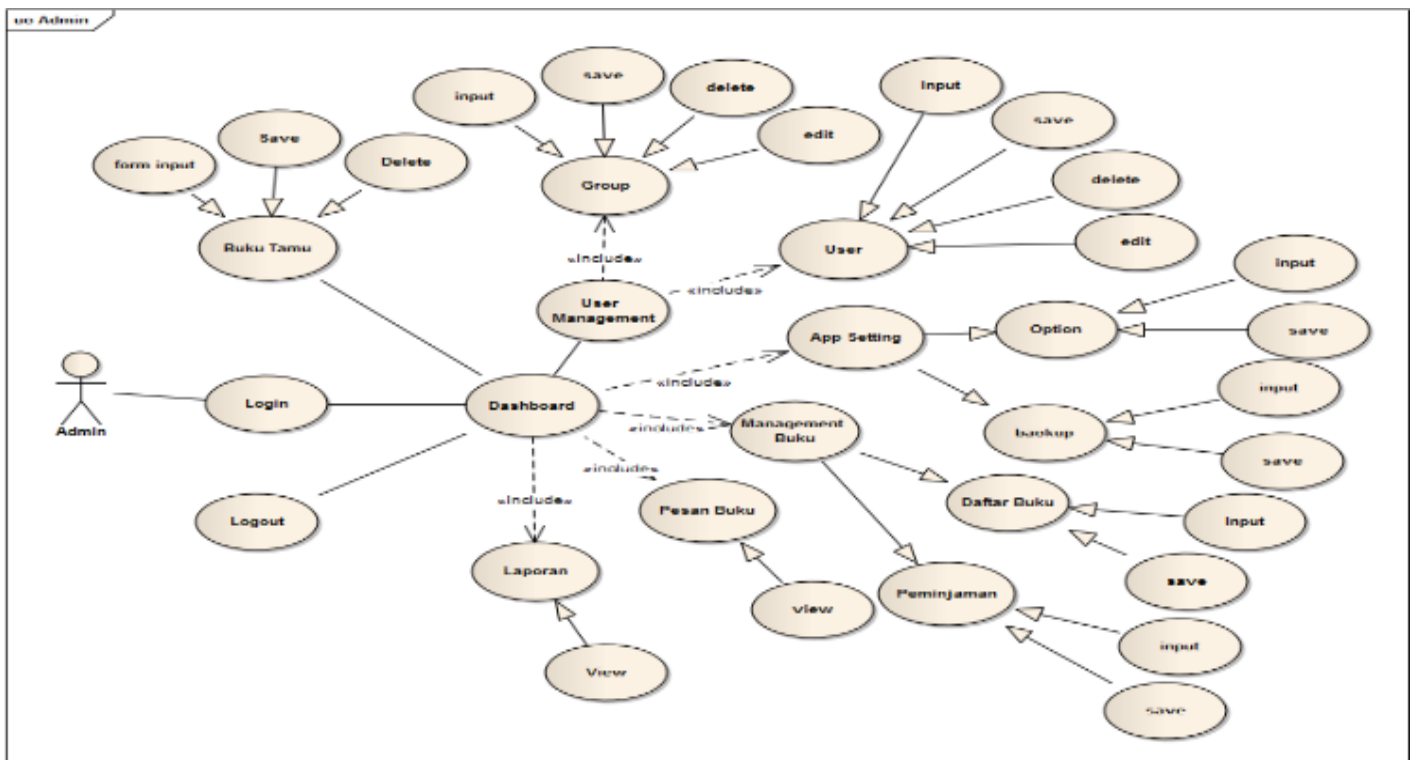 uc Admin
save
input
delete
Input
edit
save
Save
form input
Delete
Group
delete
Buku Tamu
User
edit
«include»
«include»
User
Management
Input
App Setting
Option
save
«include»
Admin
Login
Dashboard
input
Management
Buku
backup
«include»
save
«include»
Logout
«include»
Pesan Buku
Daftar Buku
Input
Laporan
view
Peminjaman
save
View
input
save